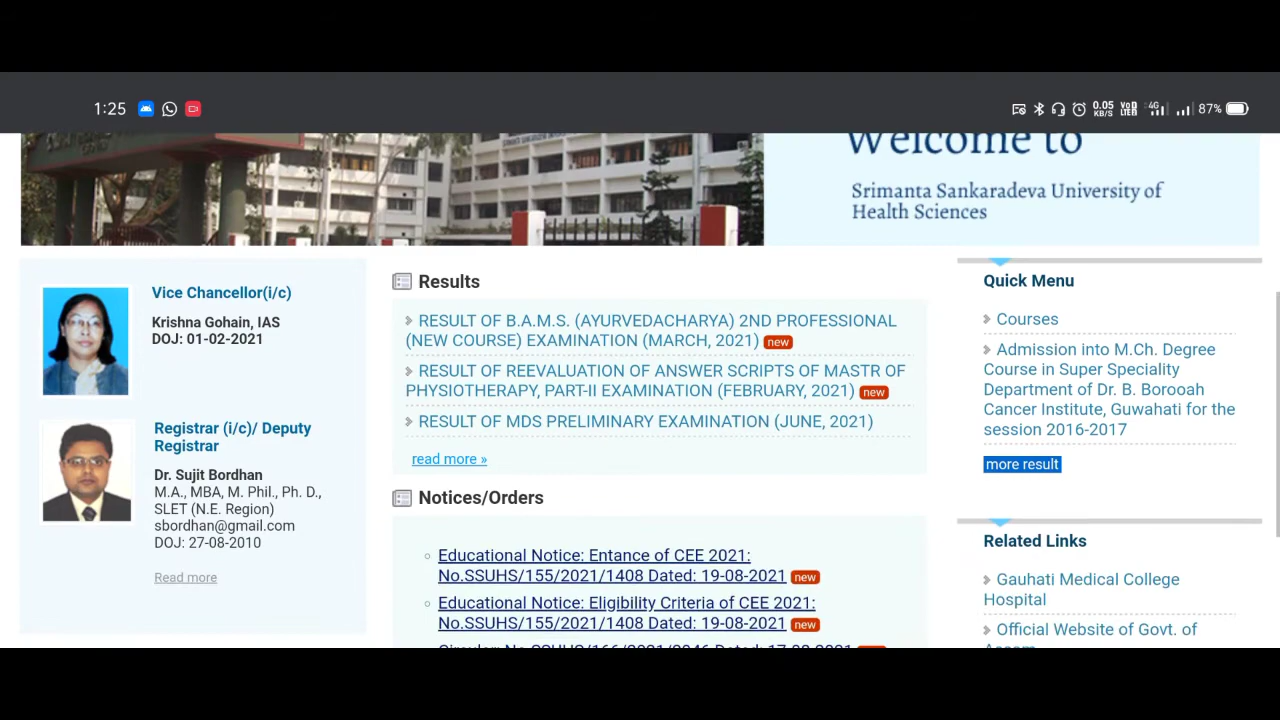 1:25
0.05 KB/S
4G
87%
Welcome to
Srimanta Sankaradeva University of
Health Sciences
Vice Chancellor(i/c)
Krishna Gohain, IAS
DOJ: 01-02-2021
Registrar (i/c)/ Deputy
Registrar
Dr. Sujit Bordhan
M.A., MBA, M. Phil., Ph. D.,
SLET (N.E. Region)
sbordhan@gmail.com
DOJ: 27-08-2010
Read more
Results
RESULT OF B.A.M.S. (AYURVEDACHARYA) 2ND PROFESSIONAL
(NEW COURSE) EXAMINATION (MARCH, 2021) new
RESULT OF REEVALUATION OF ANSWER SCRIPTS OF MASTR OF
PHYSIOTHERAPY, PART-II EXAMINATION (FEBRUARY, 2021) new
RESULT OF MDS PRELIMINARY EXAMINATION (JUNE, 2021)
read more »
Notices/Orders
Educational Notice: Entance of CEE 2021:
No.SSUHS/155/2021/1408 Dated: 19-08-2021 new
Educational Notice: Eligibility Criteria of CEE 2021:
No.SSUHS/155/2021/1408 Dated: 19-08-2021 new
Quick Menu
Courses
Admission into M.Ch. Degree
Course in Super Speciality
Department of Dr. B. Borooah
Cancer Institute, Guwahati for the
session 2016-2017
more result
Related Links
Gauhati Medical College
Hospital
Official Website of Govt. of